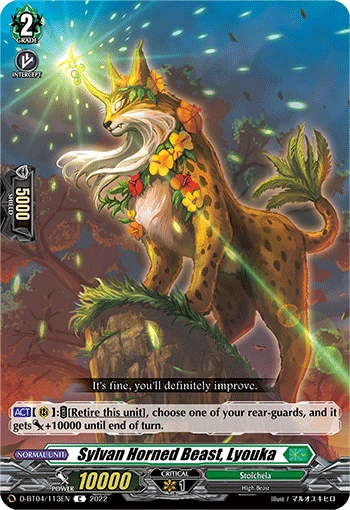 2
GRADE
INTERCEPT
5000
SHIELD
It's fine, you'll definitely improve.
ACT[R]:[Retire this unit], choose one of your rear-guards, and it
gets +10000 until end of turn.
NORMAL UNIT
Sylvan Horned Beast, Lyouka
POWER 10000
CRITICAL
1
Stoicheia
High Beast
D-BT04/113EN C 2022
Illust / マルオユキヒロ